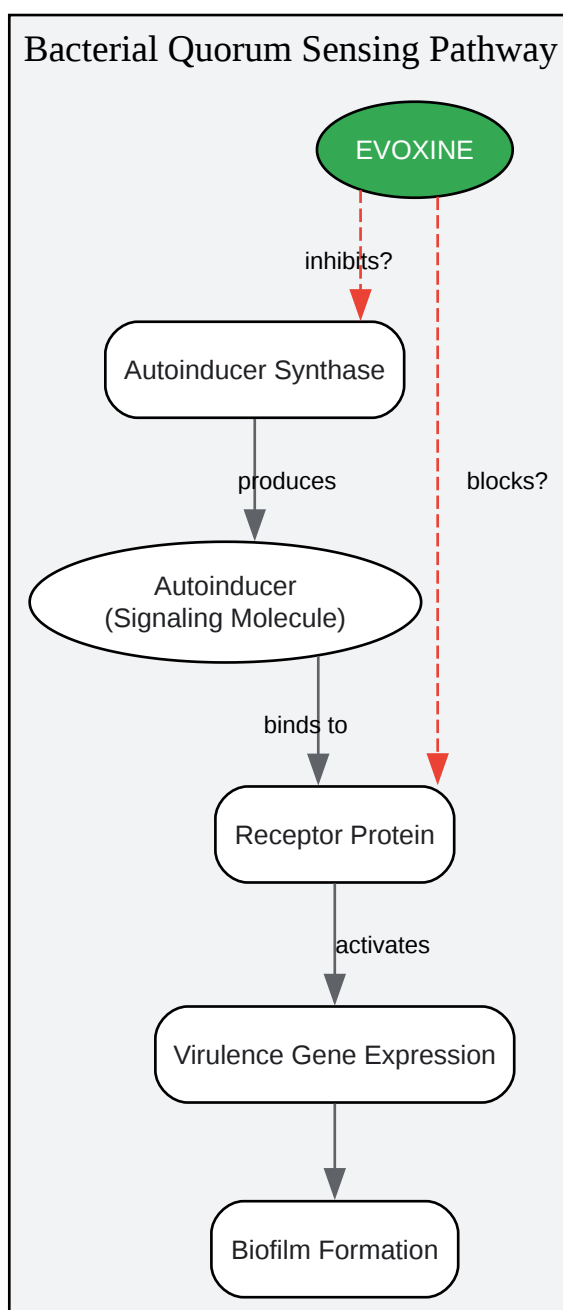 Bacterial Quorum Sensing Pathway
EVOXINE
inhibits?
Autoinducer Synthase
produces
blocks?
Autoinducer
(Signaling Molecule)
binds to
Receptor Protein
activates
Virulence Gene Expression
Biofilm Formation